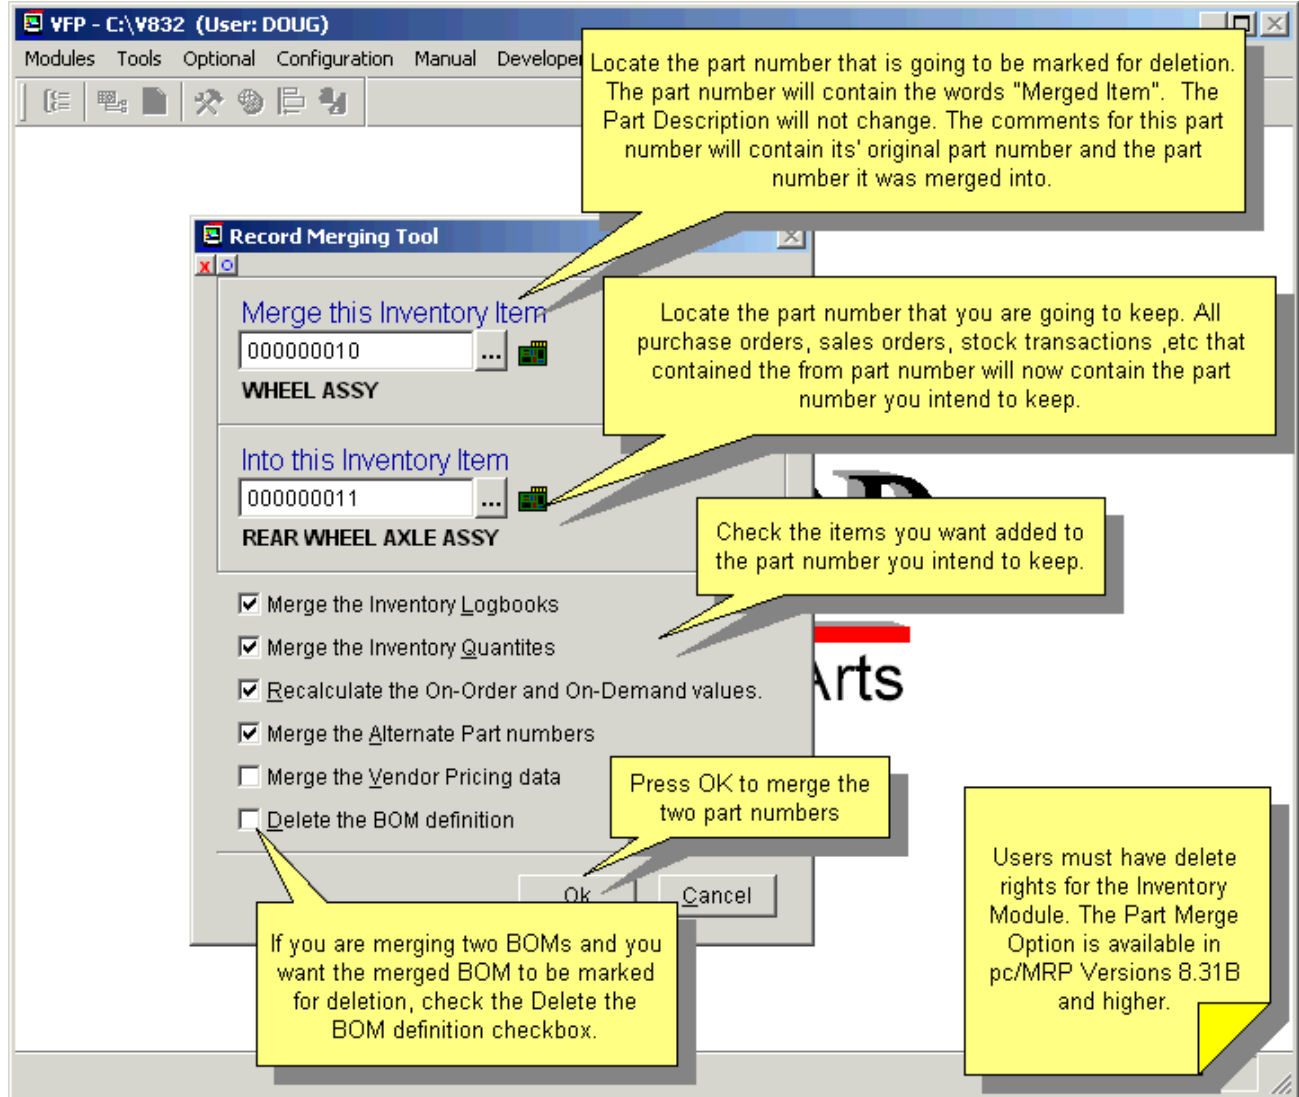 VFP - C:\V832 (User: DOUG)
Modules Tools Optional Configuration Manual Developer
Locate the part number that is going to be marked for deletion.
The part number will contain the words "Merged Item". The
Part Description will not change. The comments for this part
number will contain its' original part number and the part
number it was merged into.
Record Merging Tool
Merge this Inventory Item
000000010
...
WHEEL ASSY
Locate the part number that you are going to keep. All
purchase orders, sales orders, stock transactions ,etc that
contained the from part number will now contain the part
number you intend to keep.
Into this Inventory Item
000000011
...
REAR WHEEL AXLE ASSY
Check the items you want added to
the part number you intend to keep.
Merge the Inventory Logbooks
Merge the Inventory Quantites
Recalculate the On-Order and On-Demand values.
Merge the Alternate Part numbers
Merge the Vendor Pricing data
Delete the BOM definition
Press OK to merge the
two part numbers
Ok
Cancel
If you are merging two BOMs and you
want the merged BOM to be marked
for deletion, check the Delete the
BOM definition checkbox.
Users must have delete
rights for the Inventory
Module. The Part Merge
Option is available in
pc/MRP Versions 8.31B
and higher.